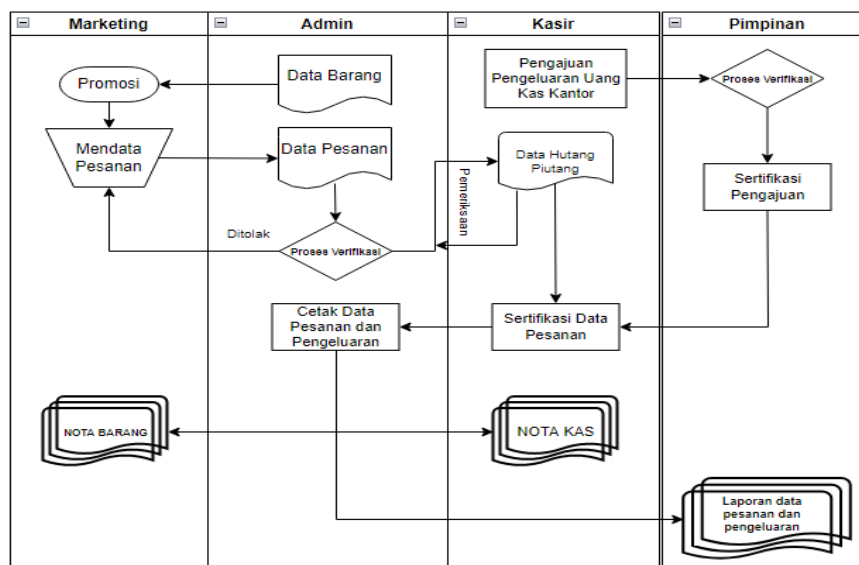 Marketing
Admin
Kasir
Pimpinan
Promosi
Data Barang
Pengajuan
Pengeluaran Uang
Kas Kantor
Proses Verifikasi
Mendata
Pesanan
Data Pesanan
Data Hutang
Piutang
Pemeriksaan
Sertifikasi
Pengajuan
Ditolak
Proses Verifikasi
Cetak Data
Pesanan dan
Pengeluaran
Sertifikasi Data
Pesanan
NOTA BARANG
NOTA KAS
Laporan data
pesanan dan
pengeluaran